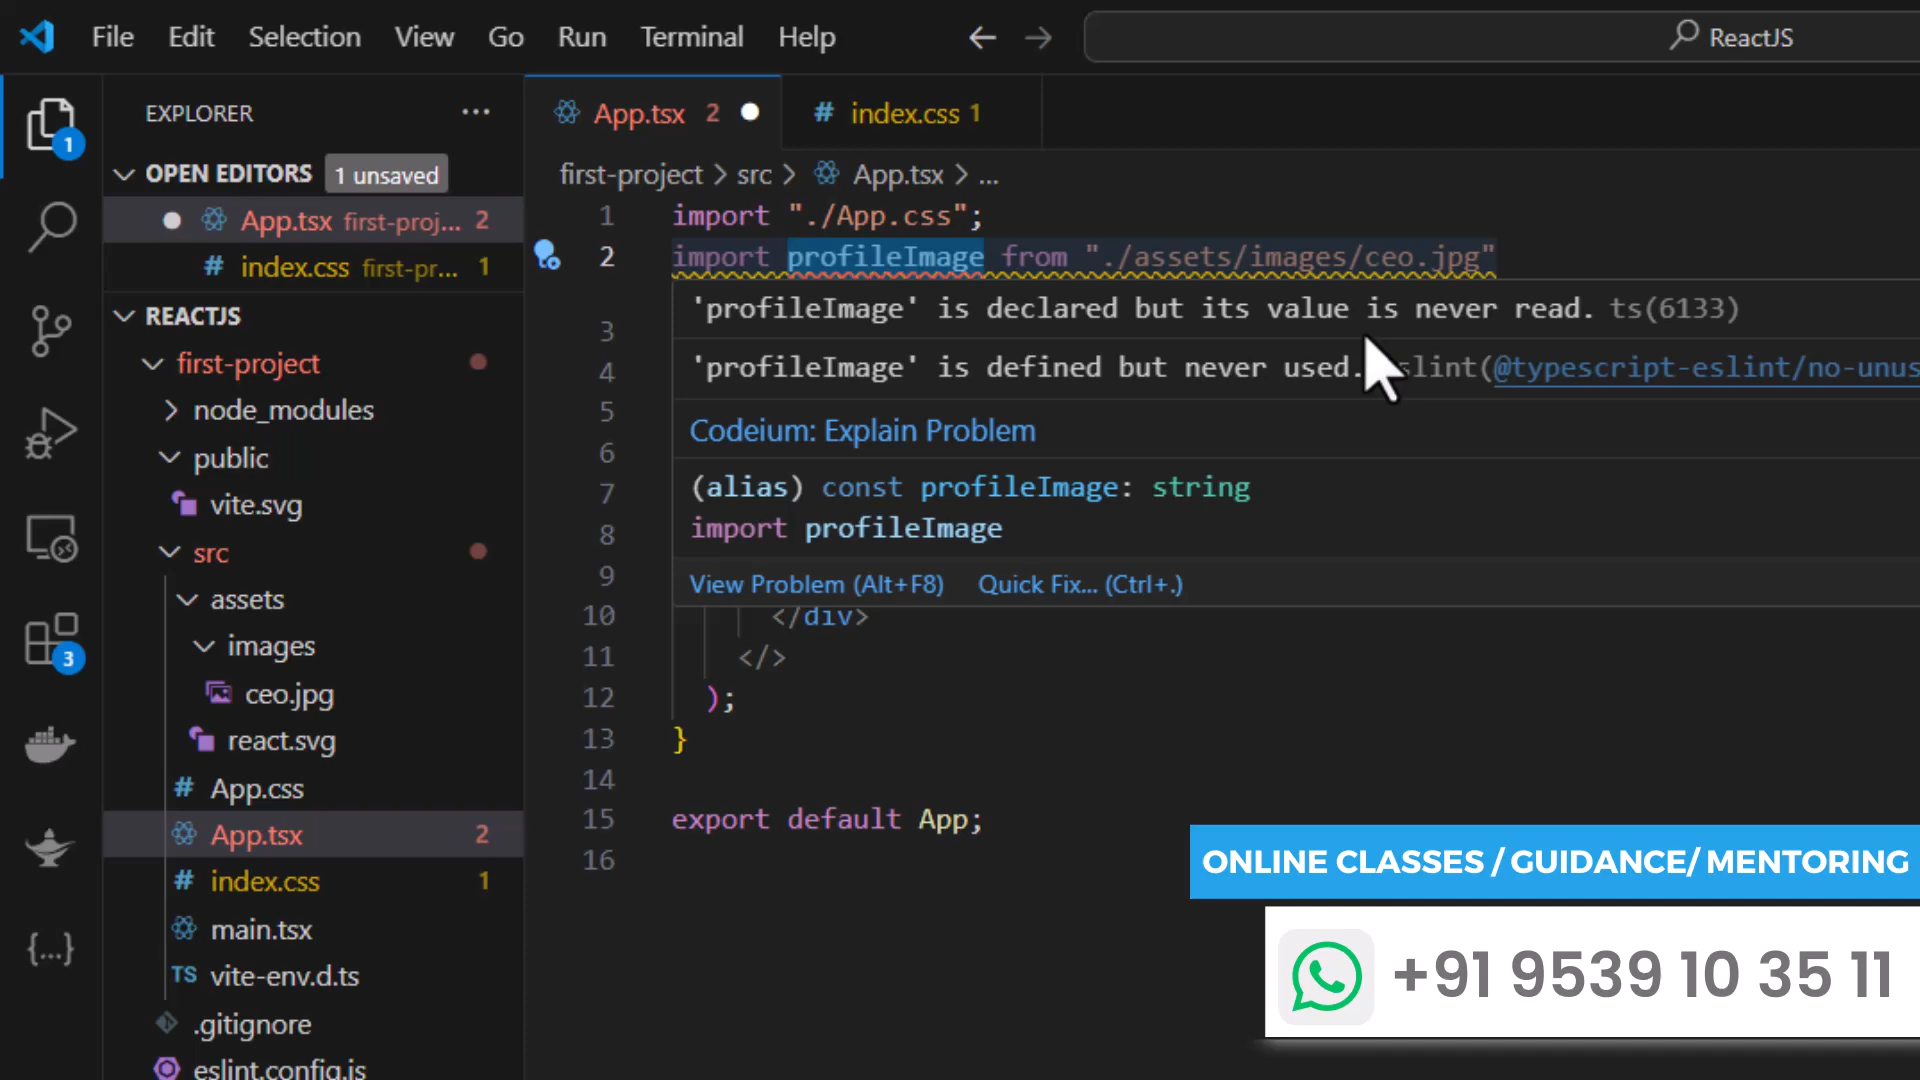 File Edit Selection View Go Run Terminal Help
ReactJS
EXPLORER
OPEN EDITORS 1 unsaved
App.tsx first-proj... 2
index.css first-pr... 1
REACTJS
first-project
node_modules
public
vite.svg
src
assets
images
ceo.jpg
react.svg
App.css
App.tsx 2
index.css 1
main.tsx
TS vite-env.d.ts
.gitignore
eslint.config.js
1
3
App.tsx 2
# index.css 1
first-project > src > App.tsx > ...
1 import "./App.css";
2 import profileImage from "./assets/images/ceo.jpg"
'profileImage' is declared but its value is never read. ts(6133)
'profileImage' is defined but never used. slint(@typescript-eslint/no-unus
Codeium: Explain Problem
(alias) const profileImage: string
import profileImage
View Problem (Alt+F8) Quick Fix... (Ctrl+.)
3
4
5
6
7
8
9
10 </div>
11 </>
12 );
13 }
14
15 export default App;
16
ONLINE CLASSES / GUIDANCE/ MENTORING
+91 9539 10 35 11